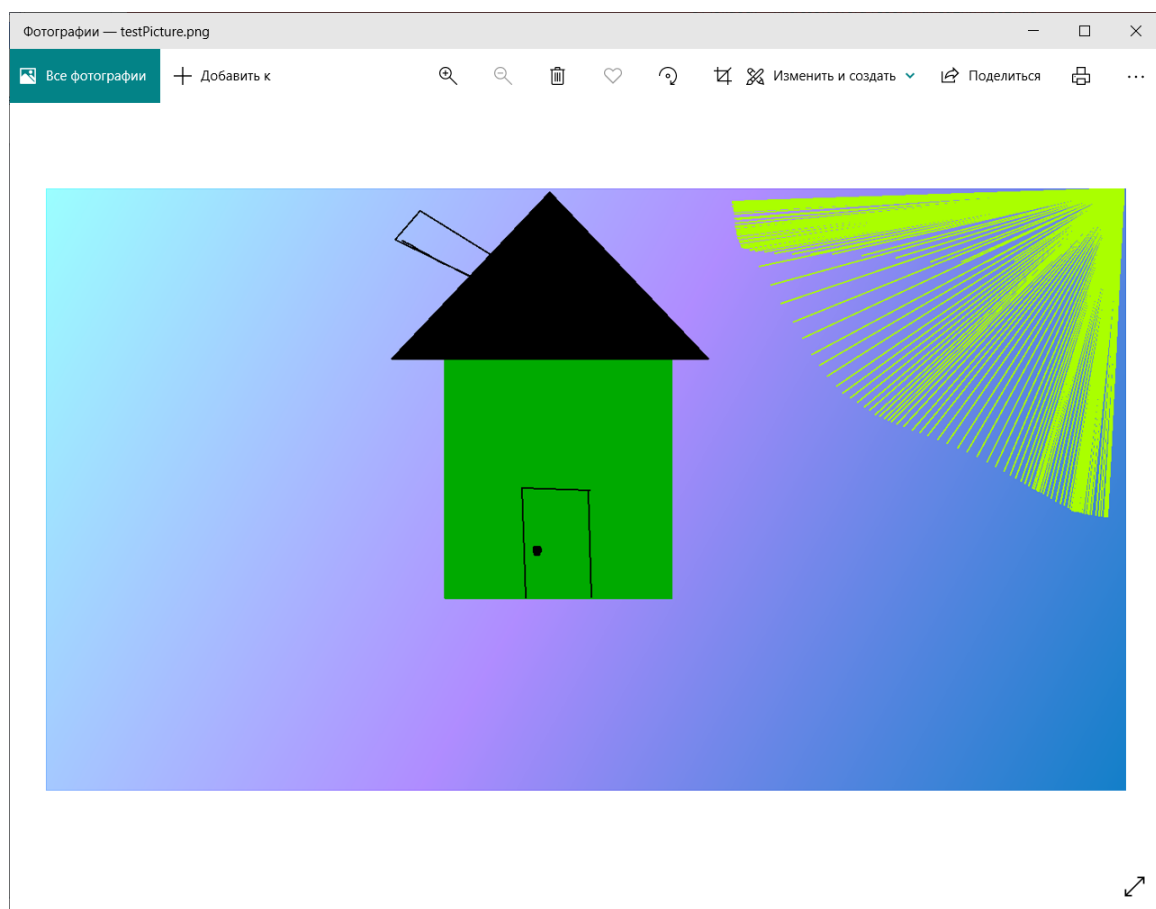 Фотографии — testPicture.png
Все фотографии
Добавить к
Изменить и создать
Поделиться